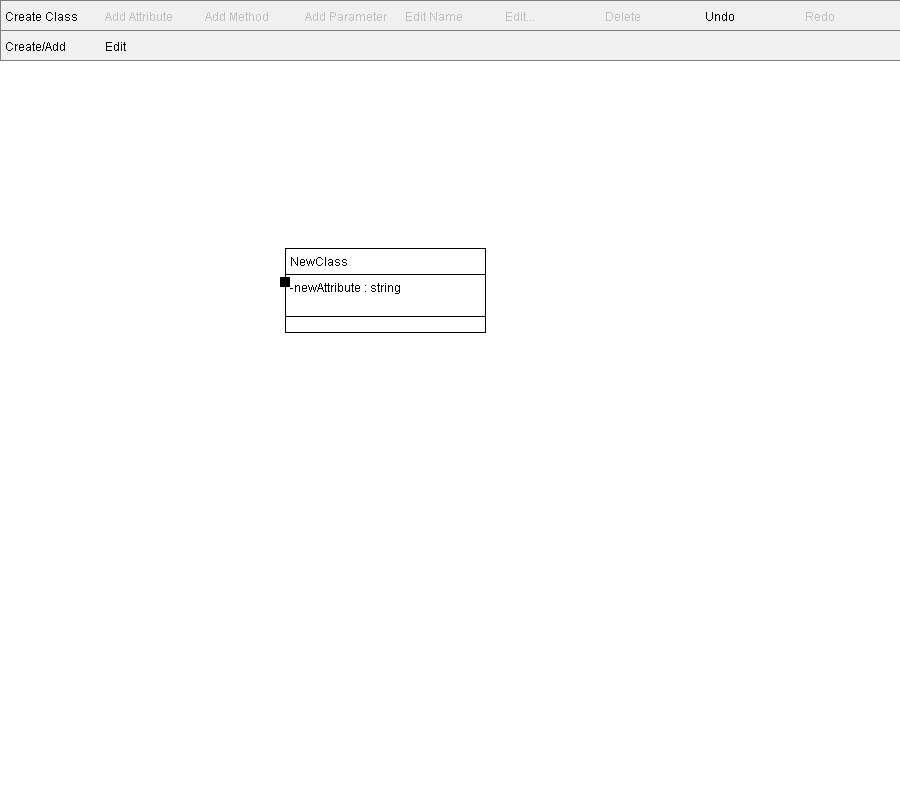 Create Class Add Attribute Add Method Add Parameter Edit Name Edit... Delete Undo Redo
Create/Add Edit
NewClass
-newAttribute : string